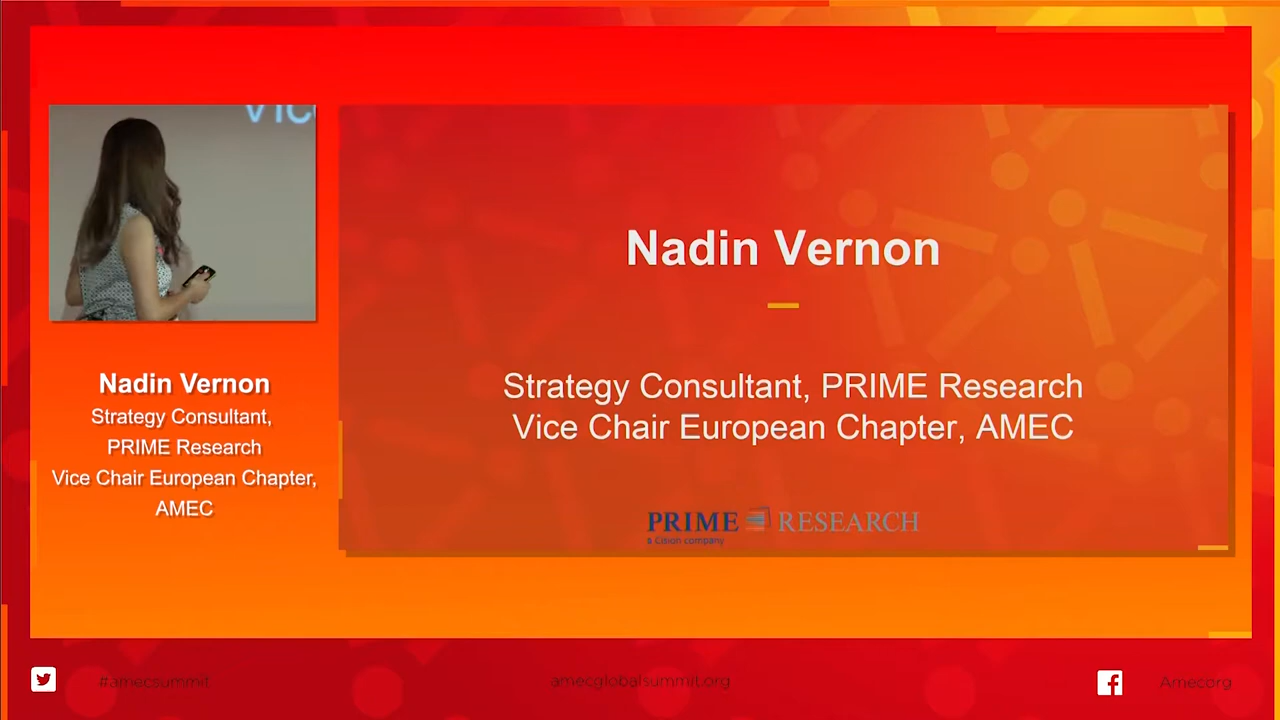 Nadin Vernon
Strategy Consultant,
PRIME Research
Vice Chair European Chapter,
AMEC
Nadin Vernon
Strategy Consultant, PRIME Research
Vice Chair European Chapter, AMEC
PRIME RESEARCH
a Cision company
#amecsummit
amecglobalsummit.org
Amecorg